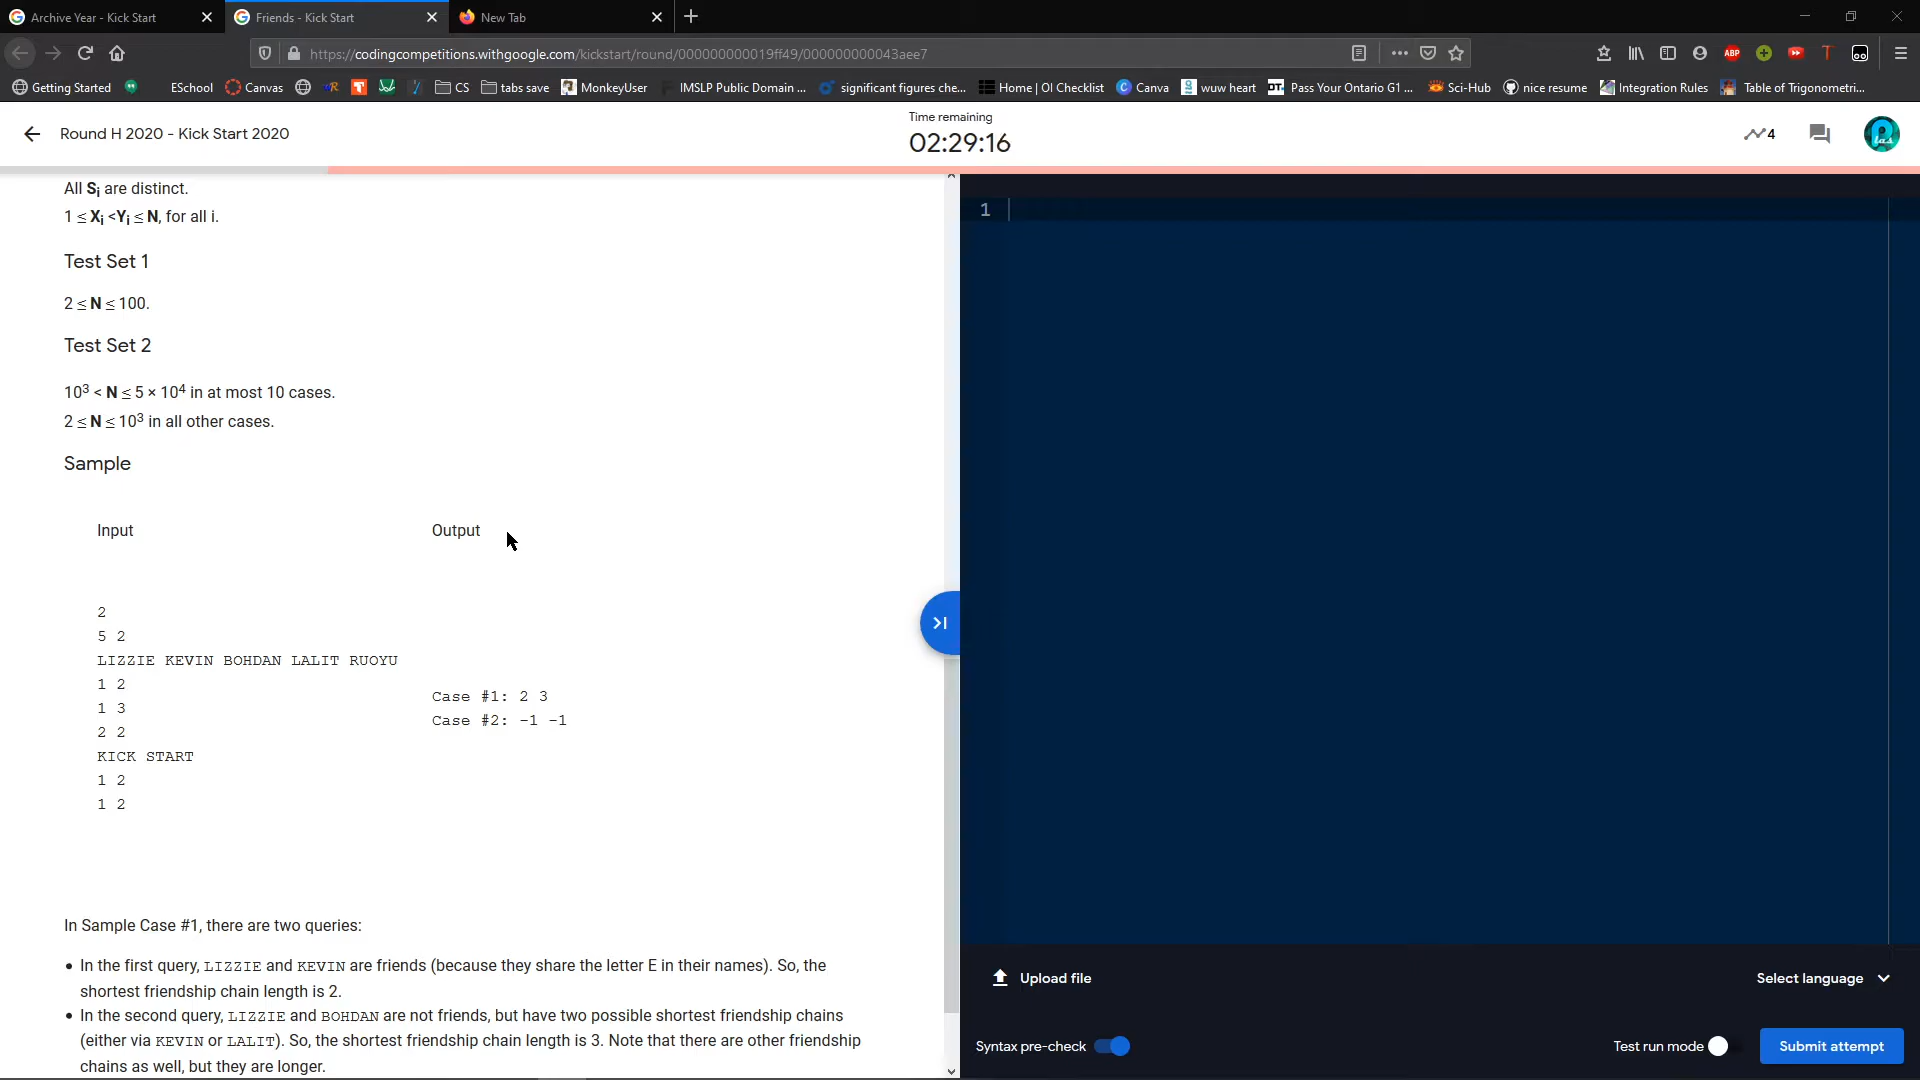 Archive Year - Kick Start
Friends - Kick Start
New Tab
https://codingcompetitions.withgoogle.com/kickstart/round/000000000019ff49/000000000043aee7
ABP
Getting Started
ESchool
Canvas
CS
tabs save
MonkeyUser
IMSLP Public Domain ...
significant figures che...
Home | OI Checklist
Canva
wuw heart
Pass Your Ontario G1 ...
Sci-Hub
nice resume
Integration Rules
Table of Trigonometri...
Round H 2020 - Kick Start 2020
Time remaining
02:29:16
4
All Si are distinct.
1 ≤ Xi <Yi ≤ N, for all i.
Test Set 1
2 ≤ N ≤ 100.
Test Set 2
10³ < N ≤ 5 × 10⁴ in at most 10 cases.
2 ≤ N ≤ 10³ in all other cases.
Sample
Input
Output
2
5 2
LIZZIE KEVIN BOHDAN LALIT RUOYU
1 2
1 3
2 2
KICK START
1 2
1 2
Case #1: 2 3
Case #2: -1 -1
In Sample Case #1, there are two queries:
• In the first query, LIZZIE and KEVIN are friends (because they share the letter E in their names). So, the
shortest friendship chain length is 2.
• In the second query, LIZZIE and BOHDAN are not friends, but have two possible shortest friendship chains
(either via KEVIN or LALIT). So, the shortest friendship chain length is 3. Note that there are other friendship
chains as well, but they are longer.
1
Upload file
Select language
Syntax pre-check
Test run mode
Submit attempt